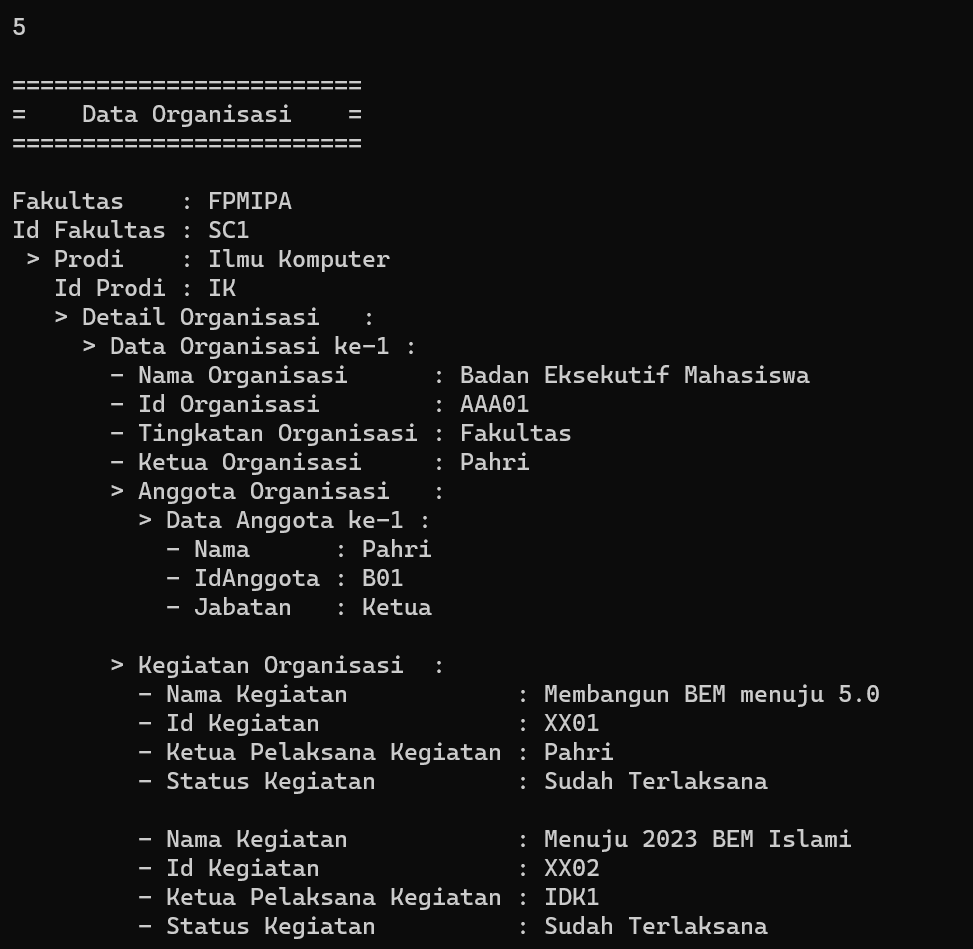 5
=========================
=    Data Organisasi    =
=========================
Fakultas    : FPMIPA
Id Fakultas : SC1
 > Prodi    : Ilmu Komputer
   Id Prodi : IK
   > Detail Organisasi   :
     > Data Organisasi ke-1 :
       - Nama Organisasi      : Badan Eksekutif Mahasiswa
       - Id Organisasi        : AAA01
       - Tingkatan Organisasi : Fakultas
       - Ketua Organisasi     : Pahri
       > Anggota Organisasi   :
         > Data Anggota ke-1 :
           - Nama      : Pahri
           - IdAnggota : B01
           - Jabatan   : Ketua
       > Kegiatan Organisasi  :
         - Nama Kegiatan            : Membangun BEM menuju 5.0
         - Id Kegiatan              : XX01
         - Ketua Pelaksana Kegiatan : Pahri
         - Status Kegiatan          : Sudah Terlaksana
         - Nama Kegiatan            : Menuju 2023 BEM Islami
         - Id Kegiatan              : XX02
         - Ketua Pelaksana Kegiatan : IDK1
         - Status Kegiatan          : Sudah Terlaksana